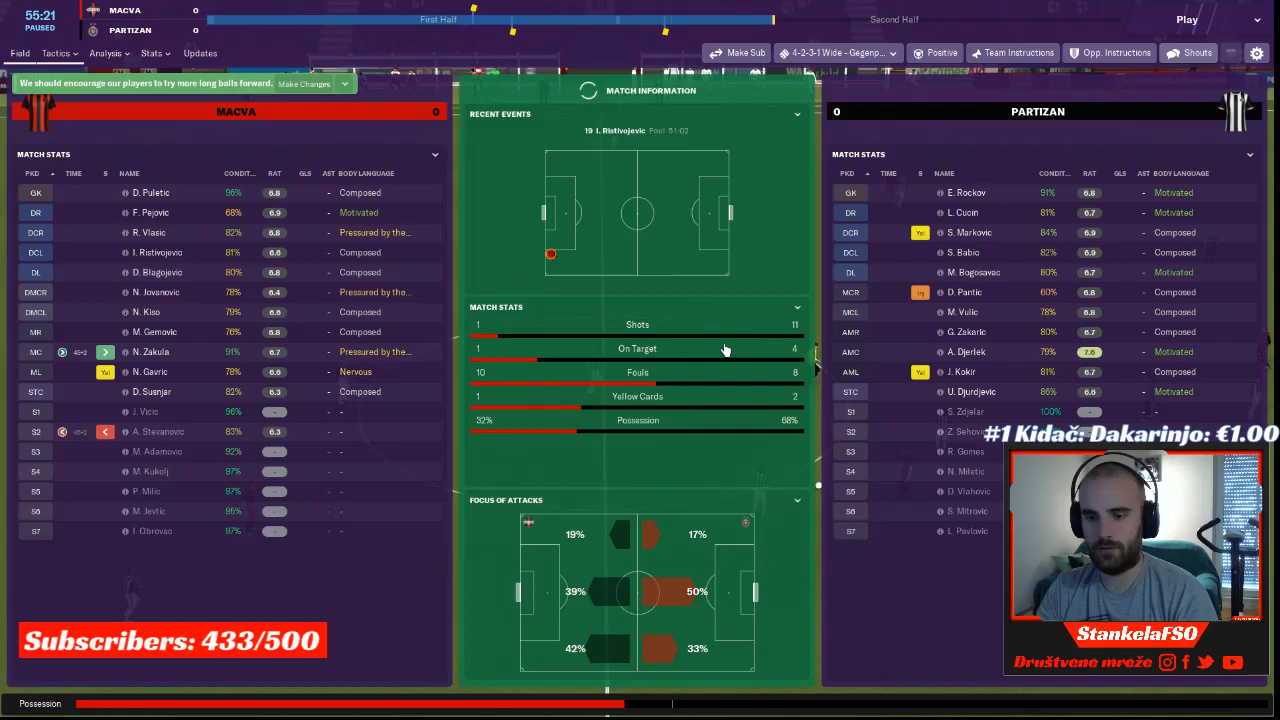 55:21
PAUSED
MACVA 0
PARTIZAN 0
First Half
Second Half
Play
Field Tactics Analysis Stats Updates
Make Sub
4-2-3-1 Wide - Gegenp...
Positive
Team Instructions
Opp. Instructions
Shouts
We should encourage our players to try more long balls forward. Make Changes
MACVA 0
MATCH STATS
PKD TIME S NAME CONDIT... RAT GLS AST BODY LANGUAGE
GK D. Puletic 96% 6.8 - Composed
DR F. Pejovic 68% 6.9 - Motivated
DCR R. Vlasic 82% 6.8 - Pressured by the...
DCL I. Ristivojevic 81% 6.6 - Composed
DL D. Blagojevic 80% 6.8 - Composed
DMCR N. Jovanovic 78% 6.4 - Pressured by the...
DMCL N. Kiso 79% 6.6 - Composed
MR M. Gemovic 76% 6.8 - Composed
MC 45+2 N. Zakula 91% 6.7 - Pressured by the...
ML Yel N. Gavric 78% 6.6 - Nervous
STC D. Susnjar 82% 6.3 - Composed
S1 J. Vicic 96% - - -
S2 45+2 A. Stevanovic 83% 6.3 - -
S3 M. Adamovic 92% - - -
S4 M. Kukolj 97% - - -
S5 P. Milic 97% - - -
S6 M. Jevtic 95% - - -
S7 I. Obrovac 97% - - -
MATCH INFORMATION
RECENT EVENTS
19 I. Ristivojevic Foul 51:02
MATCH STATS
1 Shots 11
1 On Target 4
10 Fouls 8
1 Yellow Cards 2
32% Possession 68%
FOCUS OF ATTACKS
19% 17%
39% 50%
42% 33%
0 PARTIZAN
MATCH STATS
PKD TIME S NAME CONDIT... RAT GLS AST BODY LANGUAGE
GK E. Rockov 91% 6.8 - Motivated
DR L. Cucin 81% 6.7 - Motivated
DCR Yel S. Markovic 84% 6.9 - Composed
DCL S. Babic 82% 6.9 - Composed
DL M. Bogosavac 80% 6.7 - Motivated
MCR Inj D. Pantic 60% 6.8 - Composed
MCL M. Vulic 78% 6.8 - Composed
AMR G. Zakaric 80% 6.7 - Composed
AMC A. Djerlek 79% 7.6 - Motivated
AML Yel J. Kokir 81% 6.7 - Composed
STC U. Djurdjevic 86% 6.6 - Motivated
S1 S. Zdjelar 100% - - -
S2 Z. Sehov
#1 Kidač: Dakarinjo: €1.00
S3 R. Gomes
S4 N. Miletic
S5 D. Vlahovic
S6 S. Mitrovic
S7 L. Pavlovic
Subscribers: 433/500
StankelaFSO
Društvene mreže
Possession